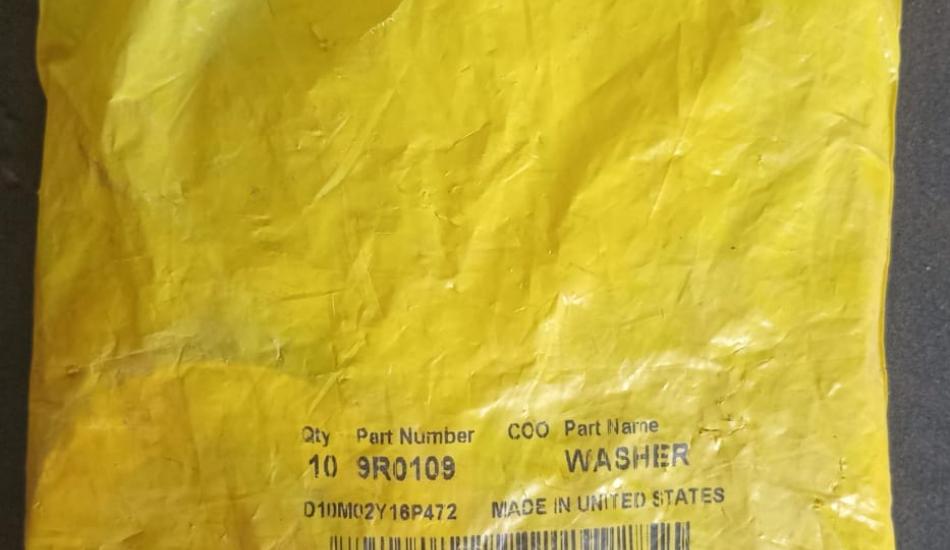 Qty Part Number COO Part Name
10 9R0109 WASHER
D10M02Y16P472 MADE IN UNITED STATES